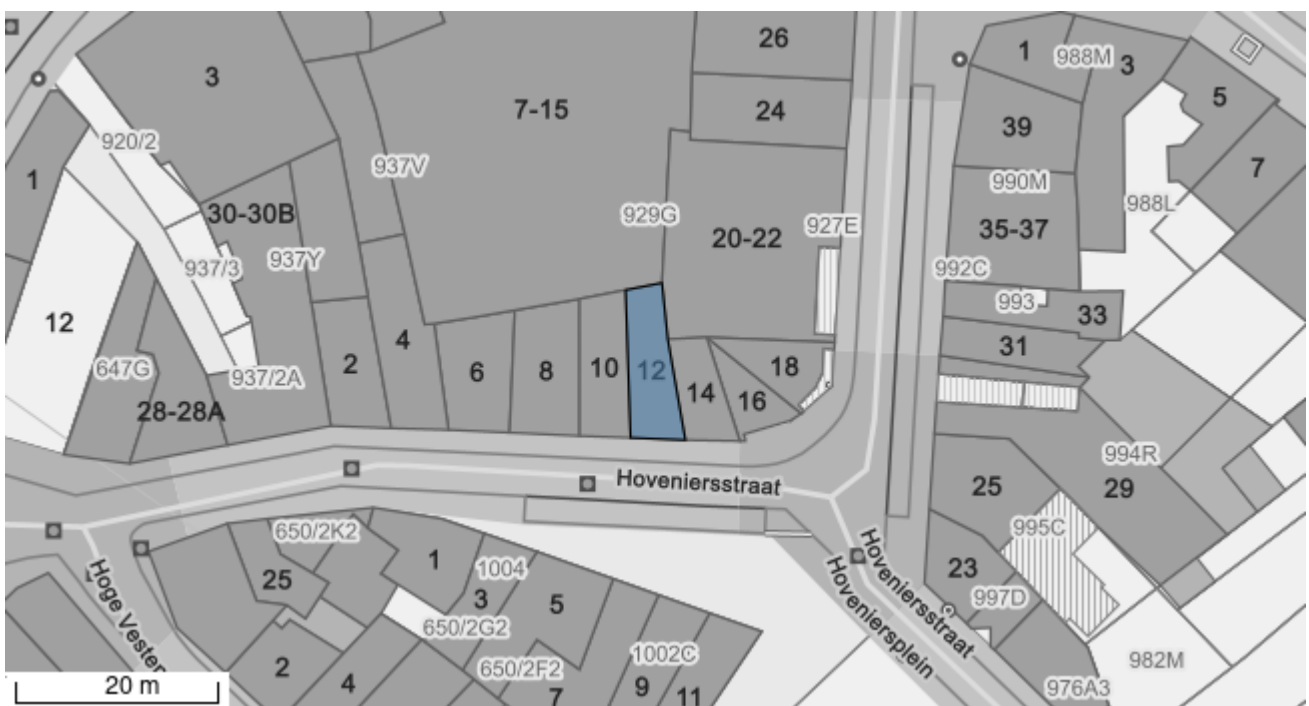 26
1
988M
3
3
5
7-15
24
39
920/2
937V
7
1
990M
30-30B
929G
927E
988L
20-22
35-37
937Y
937/3
992C
993
33
12
4
2
31
647G
937/2A
6
8
10
12
18
14
16
28-28A
994R
Hoveniersstraat
25
29
650/2K2
995C
1
1004
Hoveniersstraat
23
25
3
5
997D
Hoge Vesten
650/2G2
Hoveniersplein
1002C
982M
2
4
650/2F2
7
9
11
976A3
20 m